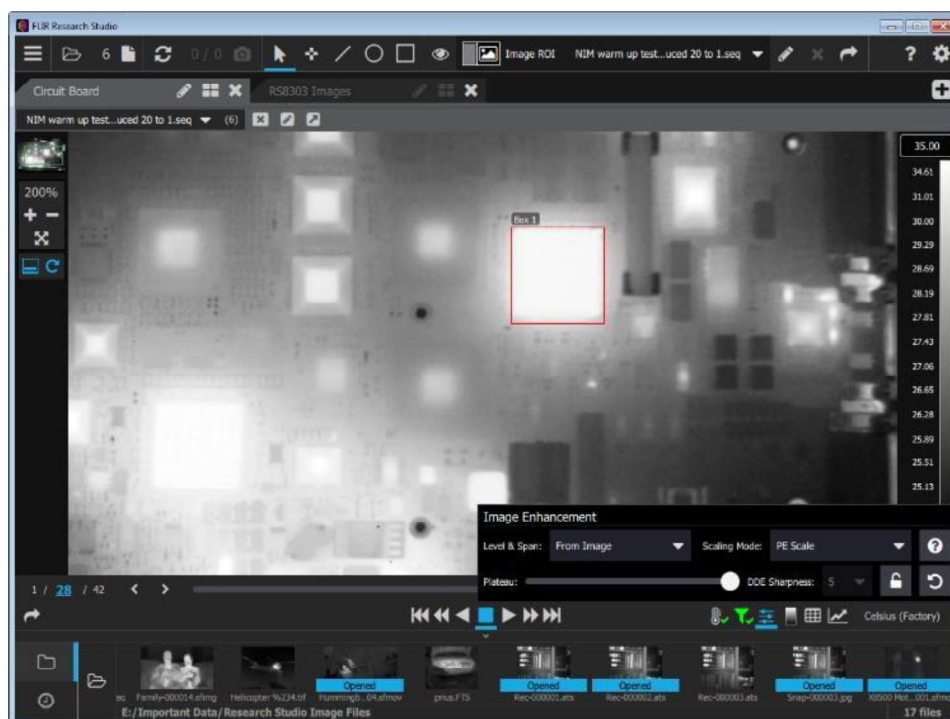 FLIR Research Studio
6
0 / 0
Image ROI
NIM warm up test...uced 20 to 1.seq
?
Circuit Board
RS8303 Images
NIM warm up test...uced 20 to 1.seq
(6)
35.00
200%
34.61
31.01
30.00
29.29
28.69
28.19
27.81
27.43
27.06
26.65
26.28
25.89
25.51
25.13
Box 1
Image Enhancement
Level & Span: From Image Scaling Mode: PE Scale
Plateau: DDE Sharpness: 5
1 / 28 / 42
Celsius (Factory)
Opened Opened Opened Opened Opened
Family-000014.sfimg Helicopter %234.tif Hummingb...04.sfmov prius.FTS Rec-000001.ats Rec-000002.ats Rec-000003.ats Snap-000003.jpg
E:/Important Data/Research Studio Image Files 17 files